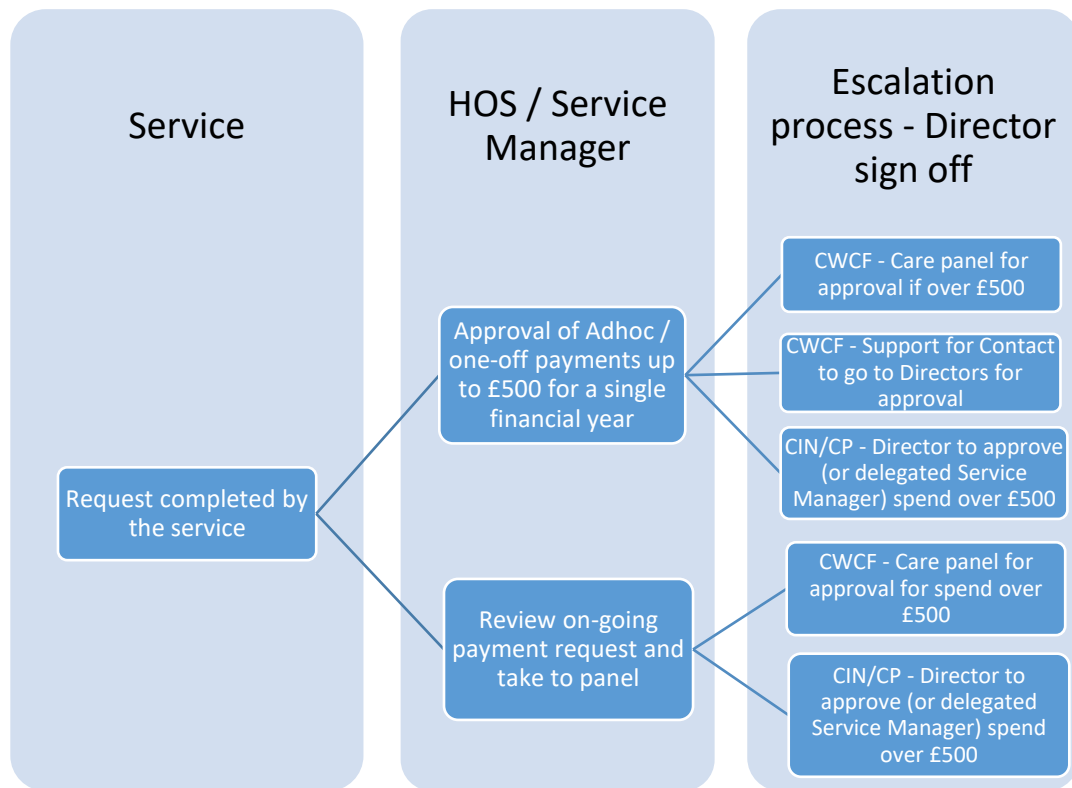 Service
HOS / Service
Manager
Escalation
process - Director
sign off
Request completed by
the service
Approval of Adhoc /
one-off payments up
to £500 for a single
financial year
Review on-going
payment request and
take to panel
CWCF - Care panel for
approval if over £500
CWCF - Support for Contact
to go to Directors for
approval
CIN/CP - Director to approve
(or delegated Service
Manager) spend over £500
CWCF - Care panel for
approval for spend over
£500
CIN/CP - Director to
approve (or delegated
Service Manager) spend
over £500